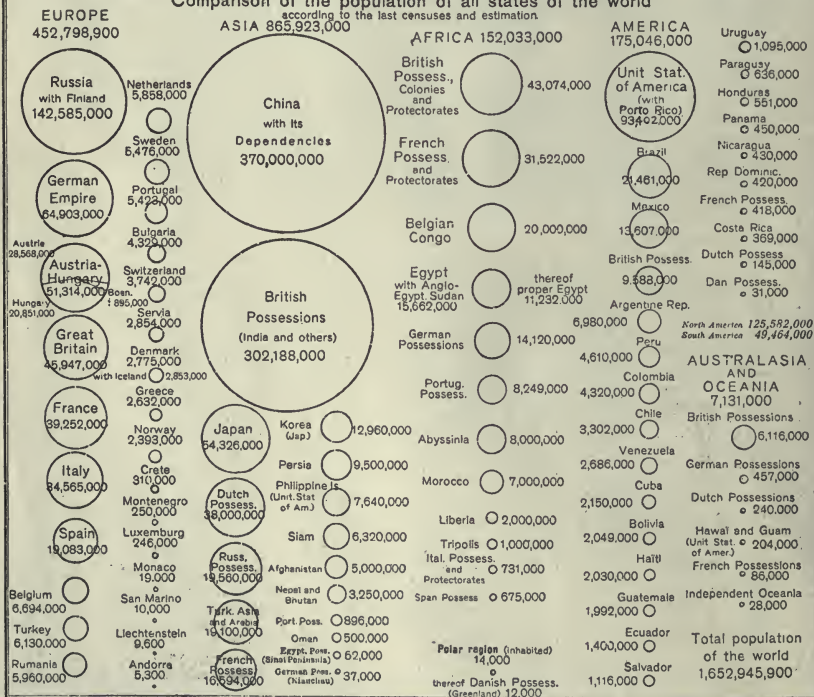 Comparison of the population of all states of the world
according to the last censuses and estimation
EUROPE
452,798,900
Russia
with Finland
142,585,000
German
Empire
64,903,000
Austria
28,568,000
Austria-
Hungary
51,314,000
Hungary
20,851,000
Great
Britain
45,947,000
France
39,252,000
Italy
34,565,000
Spain
19,083,000
Belgium
6,694,000
Turkey
6,130.000
Rumania
5,960,000
Netherlands
5,858,000
Sweden
5,476,000
Portugal
5,423,000
Bulgaria
4,329,000
Switzerland
3,742,000
Servia
2,854,000
Denmark
2,775,000
with Iceland 2,853,000
Greece
2,632,000
Norway
2,393,000
Crete
310,000
Montenegro
250,000
Luxemburg
246,000
Monaco
19.000
San Marino
10,000
Liechtenstein
9,600
Andorra
5,300
ASIA 865,923,000
China
with Its
Dependencies
370,000,000
British
Possessions
(India and others)
302,188,000
Japan
54,326,000
Dutch
Possess.
38,000,000
Russ.
Possess.
19,560,000
Turk. Asia
and Arabia
19,100,000
French
Possess.
16,594,000
Korea
(Jap.) 12,960,000
Persia 9,500,000
Philippine Is.
(Unit. Stat
of Am.) 7,640,000
Siam 6,320,000
Afghanistan 5,000,000
Nepal and
Bhutan 3,250,000
Port. Poss. 896,000
Oman 500.000
Egypt. Poss.
(Sinai Peninsula) 62,000
German Poss.
(Kiautchau) 37,000
AFRICA 152,033,000
British
Possess.,
Colonies
and
Protectorates
43,074,000
French
Possess.
and
Protectorates
31,522,000
Belgian
Congo
20,000,000
Egypt
with Anglo-
Egypt. Sudan
15,662,000
thereof
proper Egypt
11,232.000
German
Possessions
14,120,000
Portug.
Possess.
8,249,000
Abyssinia 8,000,000
Morocco 7,000,000
Liberia 2,000,000
Tripolis 1,000,000
Ital. Possess.
and
Protectorates
731,000
Span Possess 675,000
Polar region (inhabited)
14,000
thereof Danish Possess.
(Greenland) 12,000
AMERICA
175,046,000
Unit Stat.
of America
(with
Porto Rico)
93,402,000
Brazil
21,461,000
Mexico
13,607,000
British Possess.
9,588,000
Argentine Rep.
6,980,000
Peru
4,610,000
Colombia
4,320,000
Chile
3,302,000
Venezuela
2,686,000
Cuba
2,150,000
Bolivia
2,049,000
Haïti
2,030,000
Guatemala
1,992,000
Ecuador
1,400,000
Salvador
1,116,000
Uruguay
1,095,000
Paraguay
636,000
Honduras
551,000
Panama
450,000
Nicaragua
430,000
Rep Dominic.
420,000
French Possess.
418,000
Costa Rica
369,000
Dutch Possess
145,000
Dan Possess.
31,000
North America 125,582,000
South America 49,464,000
AUSTRALASIA
AND
OCEANIA
7,131,000
British Possessions
6,116,000
German Possessions
457,000
Dutch Possessions
240.000
Hawaï and Guam
(Unit Stat.
of Amer.)
204,000
French Possessions
86,000
Independent Oceania
28,000
Total population
of the world
1,652,945,900